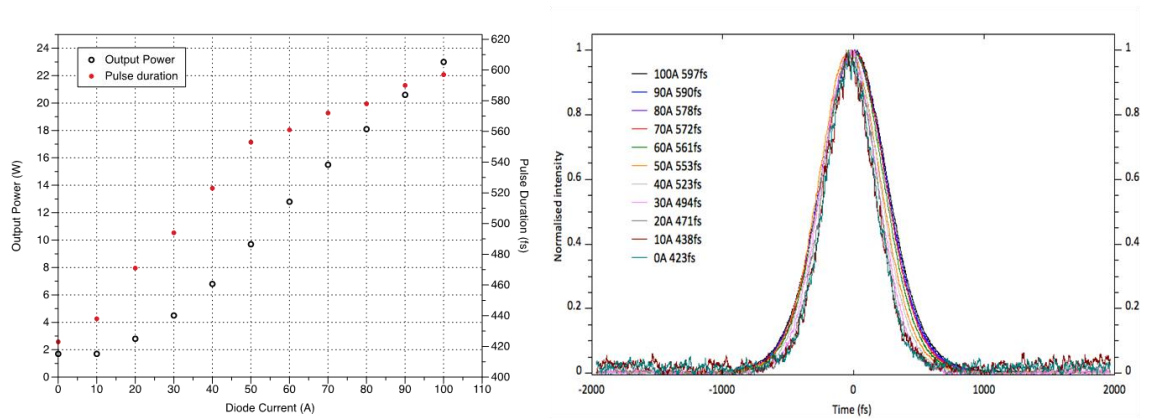 Output Power
Pulse duration
24
22
20
18
16
14
12
10
8
6
4
2
0
Output Power (W)
620
600
580
560
540
520
500
480
460
440
420
400
Pulse Duration (fs)
0 10 20 30 40 50 60 70 80 90 100 110
Diode Current (A)
1
0.8
0.6
0.4
0.2
0
Normalised intensity
100A 597fs
90A 590fs
80A 578fs
70A 572fs
60A 561fs
50A 553fs
40A 523fs
30A 494fs
20A 471fs
10A 438fs
0A 423fs
1
0.8
0.6
0.4
0.2
0
-2000 -1000 0 1000 2000
Time (fs)